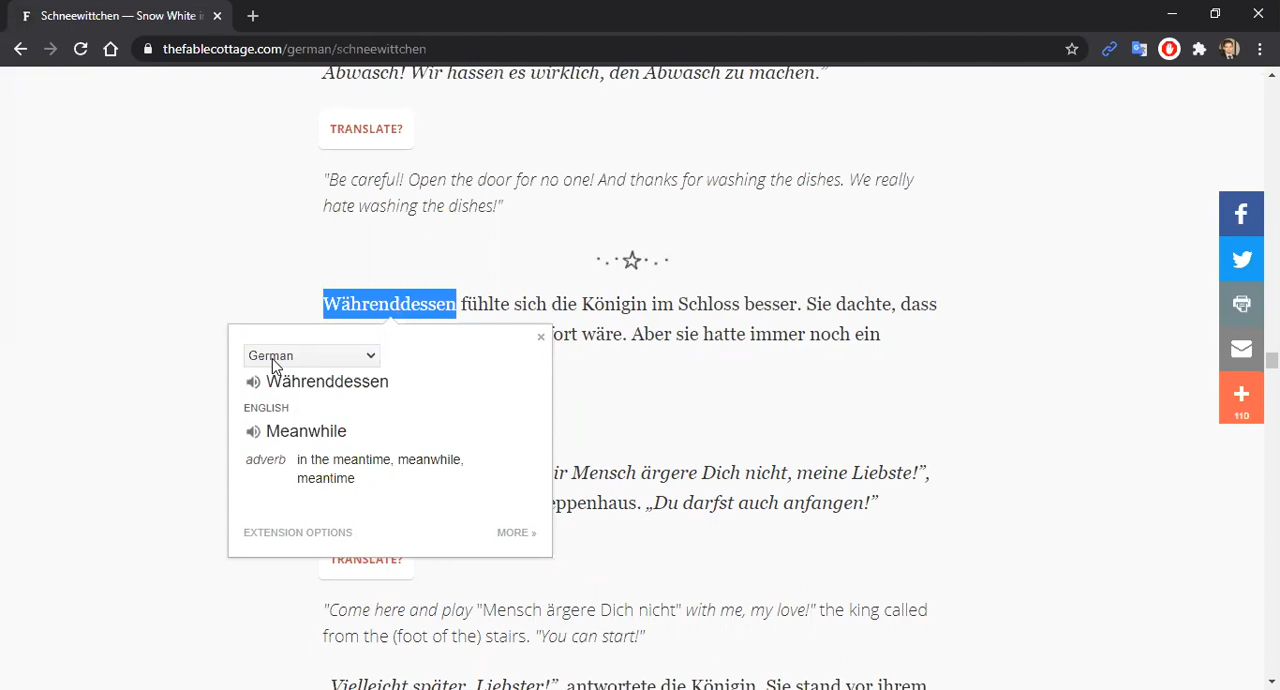 Schneewittchen — Snow White in
thefablecottage.com/german/schneewittchen
Abwasch! Wir hassen es wirklich, den Abwasch zu machen.”
TRANSLATE?
"Be careful! Open the door for no one! And thanks for washing the dishes. We really
hate washing the dishes!"
Währenddessen fühlte sich die Königin im Schloss besser. Sie dachte, dass
fort wäre. Aber sie hatte immer noch ein
German
Währenddessen
ENGLISH
Meanwhile
adverb in the meantime, meanwhile,
meantime
EXTENSION OPTIONS MORE »
Mensch ärgere Dich nicht, meine Liebste!”,
„Du darfst auch anfangen!”
TRANSLATE?
"Come here and play "Mensch ärgere Dich nicht" with me, my love!" the king called
from the (foot of the) stairs. "You can start!"
„Vielleicht später, Liebster!”, antwortete die Königin. Sie stand vor ihrem
110